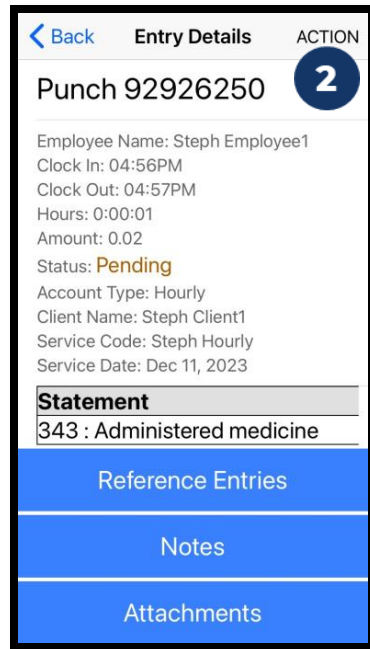 Back Entry Details ACTION
2
Punch 92926250
Employee Name: Steph Employee1
Clock In: 04:56PM
Clock Out: 04:57PM
Hours: 0:00:01
Amount: 0.02
Status: Pending
Account Type: Hourly
Client Name: Steph Client1
Service Code: Steph Hourly
Service Date: Dec 11, 2023
Statement
343 : Administered medicine
Reference Entries
Notes
Attachments